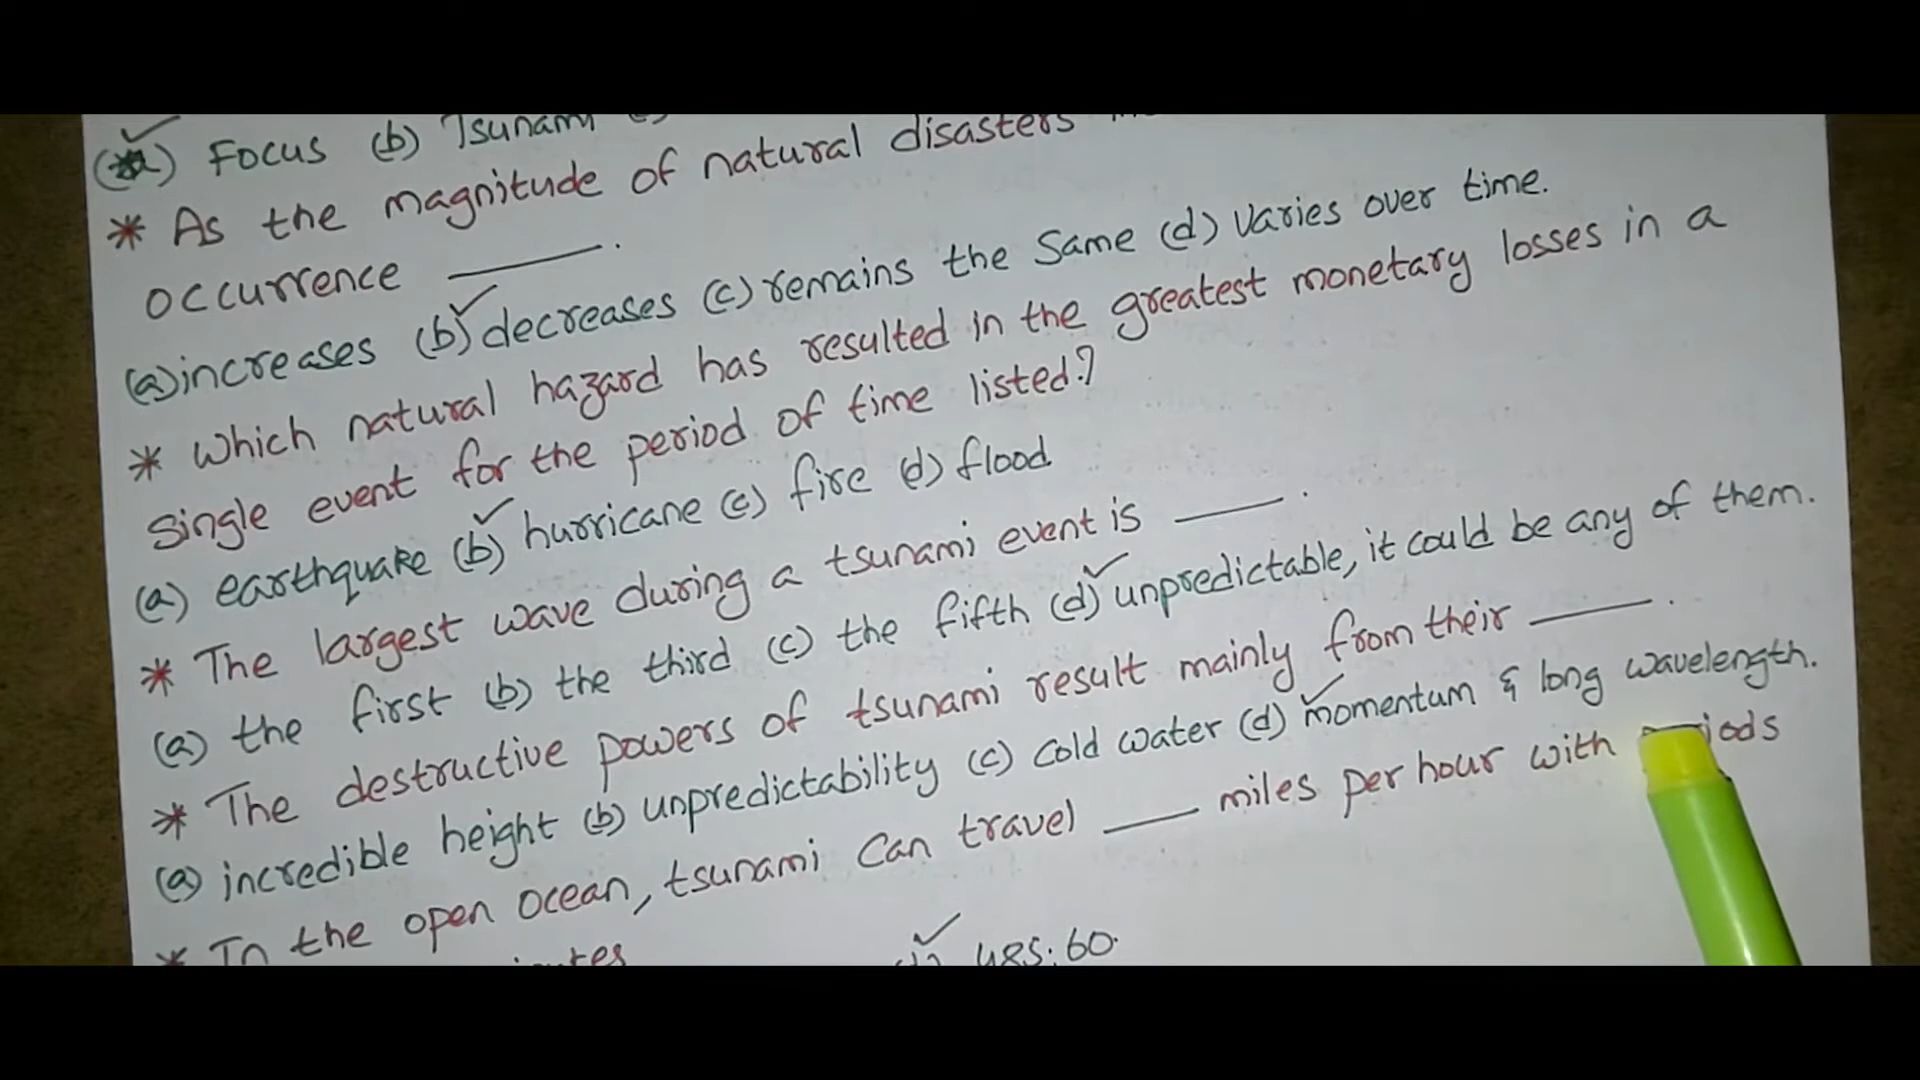 (a) Focus (b) Tsunami
* As the magnitude of natural disasters
occurrence ______.
(a) increases (b) decreases (c) remains the Same (d) varies over time.
* Which natural hazard has resulted in the greatest monetary losses in a
Single event for the period of time listed?
(a) earthquake (b) hurricane (c) fire (d) flood
* The largest wave during a tsunami event is ______.
(a) the first (b) the third (c) the fifth (d) unpredictable, it could be any of them.
* The destructive powers of tsunami result mainly from their ______.
(a) incredible height (b) unpredictability (c) cold water (d) momentum & long wavelength.
* In the open ocean, tsunami can travel ______ miles per hour with
485:60.